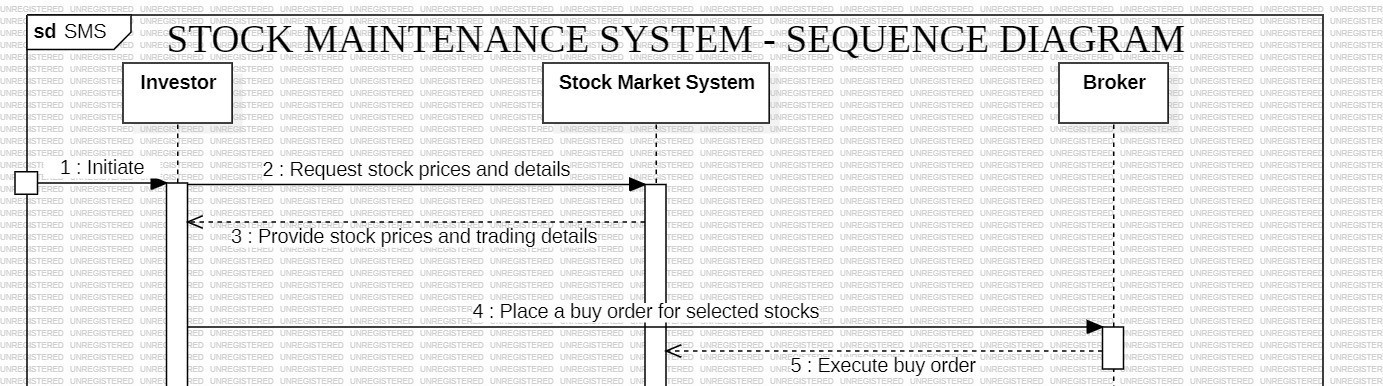 sd SMS
STOCK MAINTENANCE SYSTEM - SEQUENCE DIAGRAM
Investor
Stock Market System
Broker
1 : Initiate
2 : Request stock prices and details
3 : Provide stock prices and trading details
4 : Place a buy order for selected stocks
5 : Execute buy order
UNREGISTERED